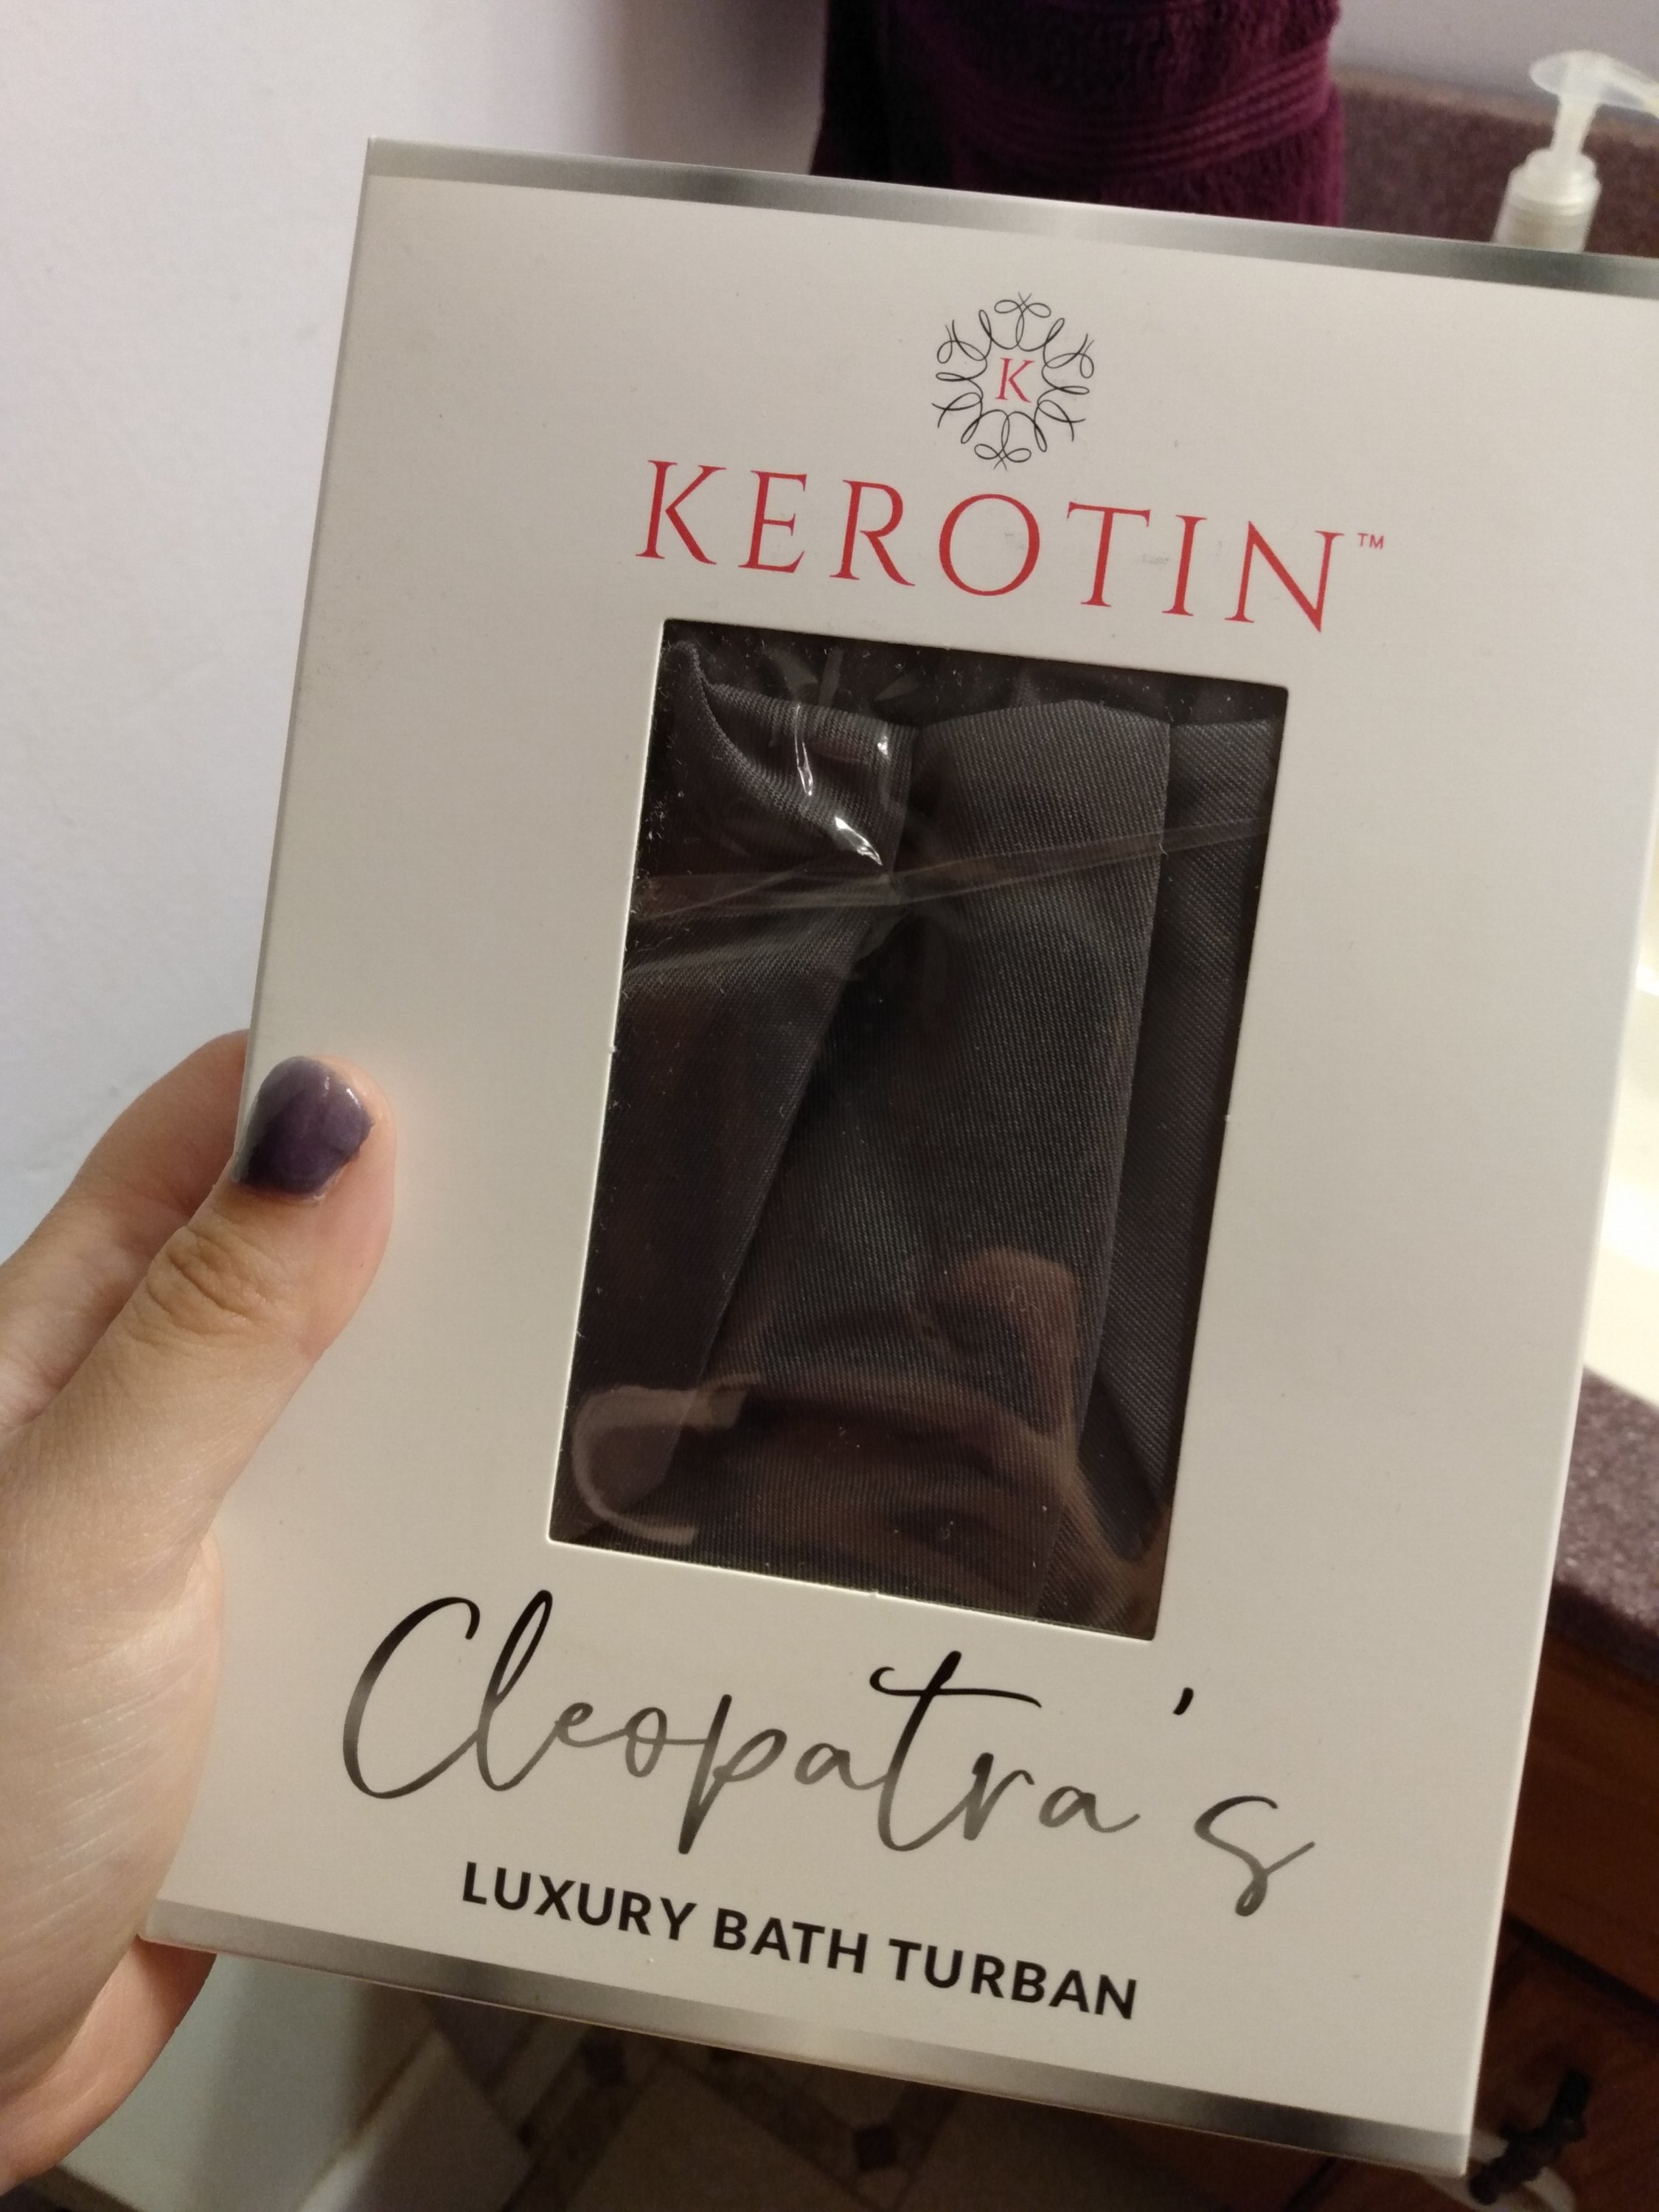 K
KEROTIN™
Cleopatra's
LUXURY BATH TURBAN